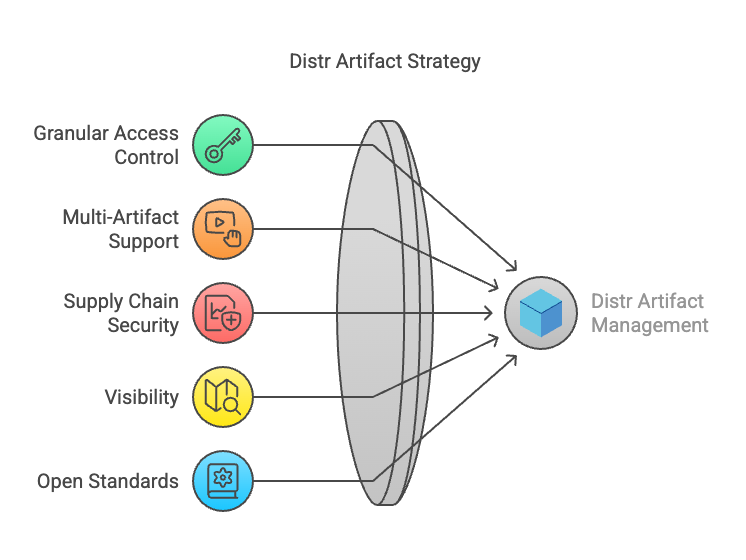 Distr Artifact Strategy
Granular Access
Control
Multi-Artifact
Support
Supply Chain
Security
Visibility
Open Standards
Distr Artifact
Management